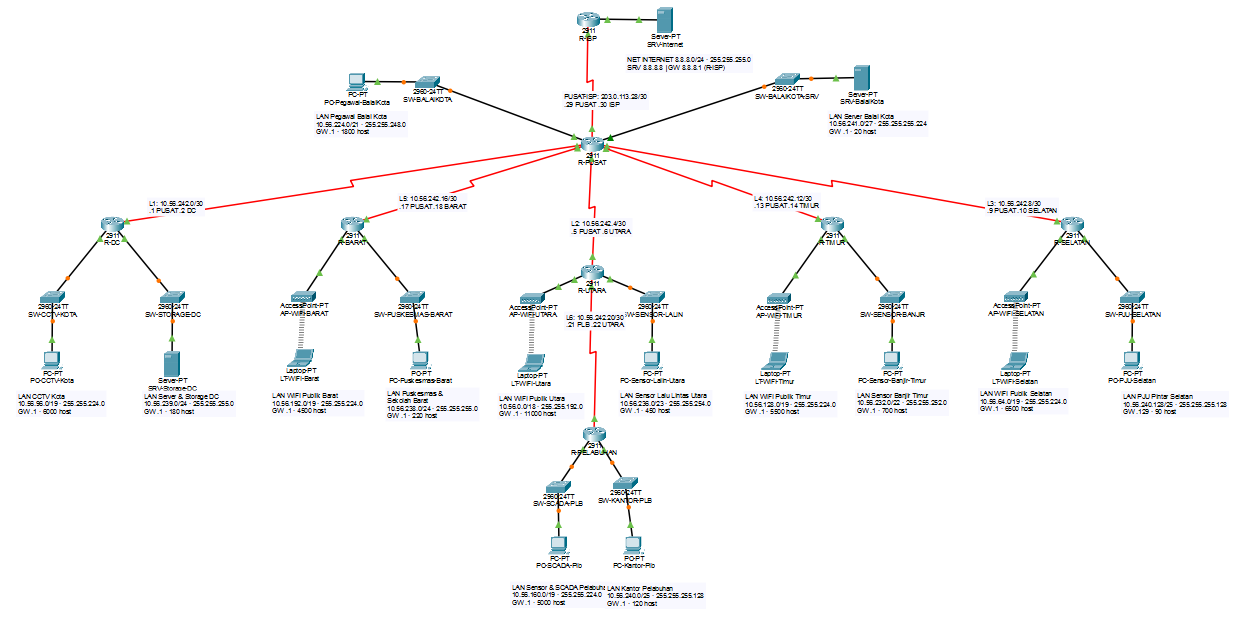 2911
R-ISP
Server-PT
SRV-Internet
NET INTERNET 8.8.8.0/24 - 255.255.255.0
SRV 8.8.8.8 | GW 8.8.8.1 (R-ISP)
PC-PT
PC-Pegawai-BalaiKota
2960-24TT
SW-BALAIKOTA
PUSAT-ISP: 203.0.113.28/30
.29 PUSAT .30 ISP
2960-24TT
SW-BALAIKOTA-SRV
Server-PT
SRV-BalaiKota
LAN Pegawai Balai Kota
10.56.224.0/21 - 255.255.248.0
GW .1 - 1800 host
LAN Server Balai Kota
10.56.241.0/27 - 255.255.255.224
GW .1 - 20 host
2911
R-PUSAT
L1: 10.56.242.0/30
.1 PUSAT .2 DC
L5: 10.56.242.16/30
.17 PUSAT .18 BARAT
L2: 10.56.242.4/30
.5 PUSAT .6 UTARA
L4: 10.56.242.12/30
.13 PUSAT .14 TIMUR
L3: 10.56.242.8/30
.9 PUSAT .10 SELATAN
2911
R-DC
2911
R-BARAT
2911
R-UTARA
2911
R-TIMUR
2911
R-SELATAN
2960-24TT
SW-CCTV-KOTA
2960-24TT
SW-STORAGE-DC
AccessPoint-PT
AP-WIFI-BARAT
2960-24TT
SW-PUSKESMAS-BARAT
AccessPoint-PT
AP-WIFI-UTARA
2960-24TT
SW-SENSOR-LALIN
L6: 10.56.242.20/30
.21 PLB .22 UTARA
AccessPoint-PT
AP-WIFI-TIMUR
2960-24TT
SW-SENSOR-BANJIR
AccessPoint-PT
AP-WIFI-SELATAN
2960-24TT
SW-PJU-SELATAN
PC-PT
PC-CCTV-Kota
Server-PT
SRV-Storage-DC
Laptop-PT
LT-WiFi-Barat
PC-PT
PC-Puskesmas-Barat
Laptop-PT
LT-WiFi-Utara
PC-PT
PC-Sensor-Lalin-Utara
Laptop-PT
LT-WiFi-Timur
PC-PT
PC-Sensor-Banjir-Timur
Laptop-PT
LT-WiFi-Selatan
PC-PT
PC-PJU-Selatan
LAN CCTV Kota
10.56.96.0/19 - 255.255.224.0
GW .1 - 6000 host
LAN Server & Storage DC
10.56.239.0/24 - 255.255.255.0
GW .1 - 180 host
LAN WiFi Publik Barat
10.56.192.0/19 - 255.255.224.0
GW .1 - 4500 host
LAN Puskesmas &
Sekolah Barat
10.56.238.0/24 - 255.255.255.0
GW .1 - 220 host
LAN WiFi Publik Utara
10.56.0.0/18 - 255.255.192.0
GW .1 - 11000 host
LAN Sensor Lalu Lintas Utara
10.56.236.0/23 - 255.255.254.0
GW .1 - 450 host
LAN WiFi Publik Timur
10.56.128.0/19 - 255.255.224.0
GW .1 - 5500 host
LAN Sensor Banjir Timur
10.56.232.0/22 - 255.255.252.0
GW .1 - 700 host
LAN WiFi Publik Selatan
10.56.64.0/19 - 255.255.224.0
GW .1 - 6500 host
LAN PJU Pintar Selatan
10.56.240.128/25 - 255.255.255.128
GW .129 - 90 host
2911
R-PELABUHAN
2960-24TT
SW-SCADA-PLB
2960-24TT
SW-KANTOR-PLB
PC-PT
PC-SCADA-Plb
PC-PT
PC-Kantor-Plb
LAN Sensor & SCADA Pelabuha
10.56.160.0/19 - 255.255.224.0
GW .1 - 5000 host
LAN Kantor Pelabuhan
10.56.240.0/25 - 255.255.255.128
GW .1 - 120 host